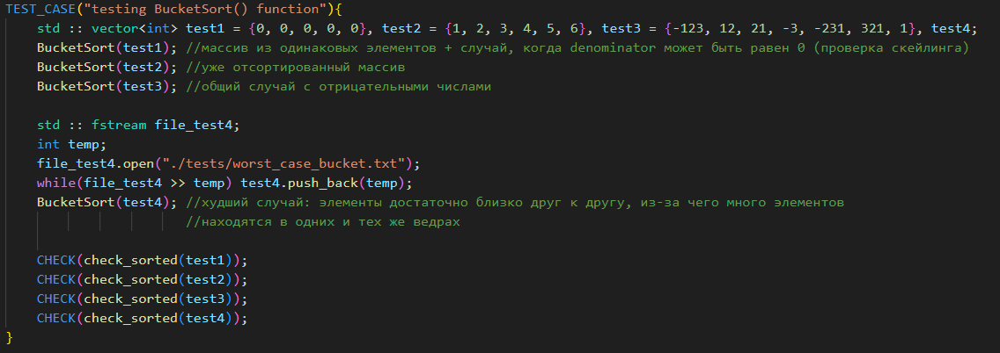 TEST_CASE("testing BucketSort() function"){
std :: vector<int> test1 = {0, 0, 0, 0, 0}, test2 = {1, 2, 3, 4, 5, 6}, test3 = {-123, 12, 21, -3, -231, 321, 1}, test4;
BucketSort(test1); //массив из одинаковых элементов + случай, когда denominator может быть равен 0 (проверка скейлинга)
BucketSort(test2); //уже отсортированный массив
BucketSort(test3); //общий случай с отрицательными числами
std :: fstream file_test4;
int temp;
file_test4.open("./tests/worst_case_bucket.txt");
while(file_test4 >> temp) test4.push_back(temp);
BucketSort(test4); //худший случай: элементы достаточно близко друг к другу, из-за чего много элементов
//находятся в одних и тех же ведрах
CHECK(check_sorted(test1));
CHECK(check_sorted(test2));
CHECK(check_sorted(test3));
CHECK(check_sorted(test4));
}